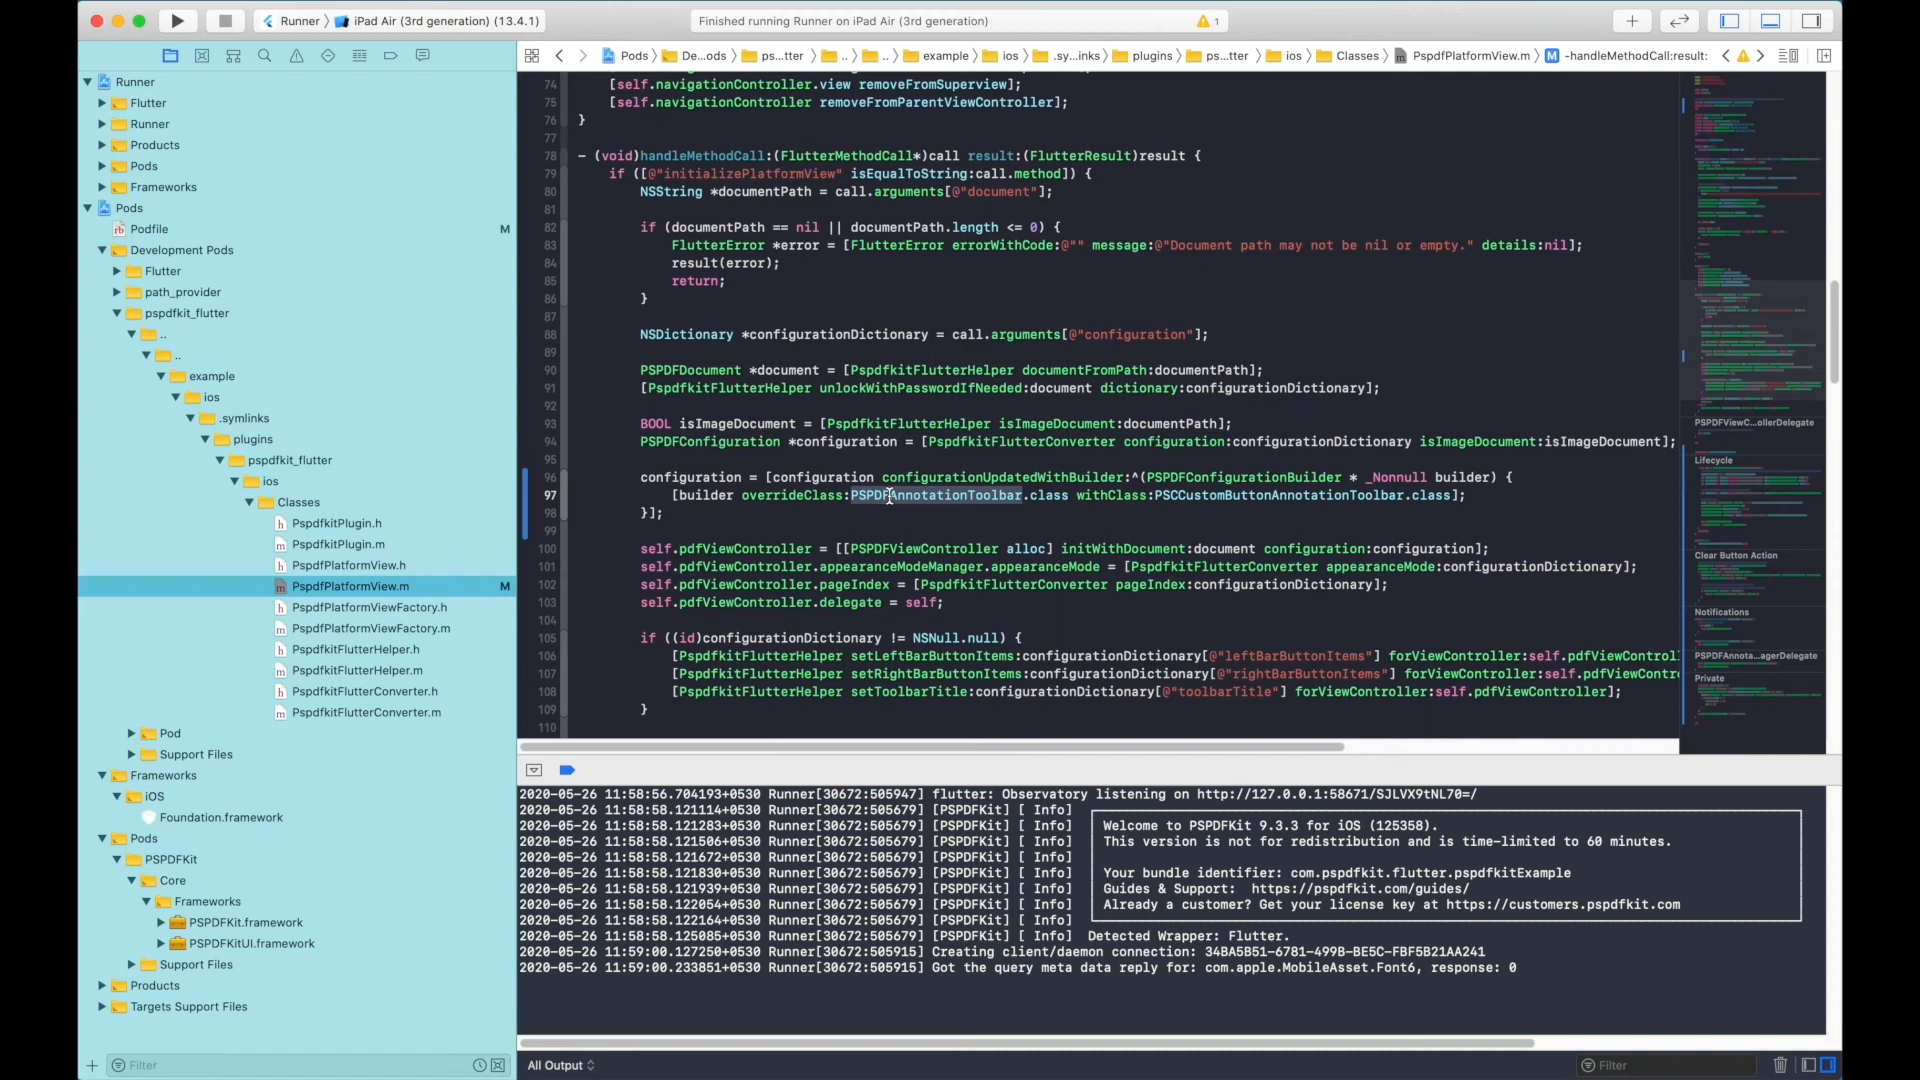 Runner 〉 iPad Air (3rd generation) (13.4.1)
Finished running Runner on iPad Air (3rd generation)
1
Pods 〉 De...ods 〉 ps...tter 〉 .. 〉 .. 〉 example 〉 ios 〉 .sy...inks 〉 plugins 〉 ps...tter 〉 ios 〉 Classes 〉 PspdfPlatformView.m 〉 M -handleMethodCall:result:
Runner
Flutter
Runner
Products
Pods
Frameworks
Pods
Podfile M
Development Pods
Flutter
path_provider
pspdfkit_flutter
..
..
example
ios
.symlinks
plugins
pspdfkit_flutter
ios
Classes
h PspdfkitPlugin.h
m PspdfkitPlugin.m
h PspdfPlatformView.h
m PspdfPlatformView.m M
h PspdfPlatformViewFactory.h
m PspdfPlatformViewFactory.m
h PspdfkitFlutterHelper.h
m PspdfkitFlutterHelper.m
h PspdfkitFlutterConverter.h
m PspdfkitFlutterConverter.m
Pod
Support Files
Frameworks
iOS
Foundation.framework
Pods
PSPDFKit
Core
Frameworks
PSPDFKit.framework
PSPDFKitUI.framework
Support Files
Products
Targets Support Files
Filter
74 [self.navigationController.view removeFromSuperview];
75 [self.navigationController removeFromParentViewController];
76 }
77
78 - (void)handleMethodCall:(FlutterMethodCall*)call result:(FlutterResult)result {
79 if ([@"initializePlatformView" isEqualToString:call.method]) {
80 NSString *documentPath = call.arguments[@"document"];
81
82 if (documentPath == nil || documentPath.length <= 0) {
83 FlutterError *error = [FlutterError errorWithCode:@"" message:@"Document path may not be nil or empty." details:nil];
84 result(error);
85 return;
86 }
87
88 NSDictionary *configurationDictionary = call.arguments[@"configuration"];
89
90 PSPDFDocument *document = [PspdfkitFlutterHelper documentFromPath:documentPath];
91 [PspdfkitFlutterHelper unlockWithPasswordIfNeeded:document dictionary:configurationDictionary];
92
93 BOOL isImageDocument = [PspdfkitFlutterHelper isImageDocument:documentPath];
94 PSPDFConfiguration *configuration = [PspdfkitFlutterConverter configuration:configurationDictionary isImageDocument:isImageDocument];
95
96 configuration = [configuration configurationUpdatedWithBuilder:^(PSPDFConfigurationBuilder * _Nonnull builder) {
97 [builder overrideClass:PSPDFAnnotationToolbar.class withClass:PSCCustomButtonAnnotationToolbar.class];
98 }];
99
100 self.pdfViewController = [[PSPDFViewController alloc] initWithDocument:document configuration:configuration];
101 self.pdfViewController.appearanceModeManager.appearanceMode = [PspdfkitFlutterConverter appearanceMode:configurationDictionary];
102 self.pdfViewController.pageIndex = [PspdfkitFlutterConverter pageIndex:configurationDictionary];
103 self.pdfViewController.delegate = self;
104
105 if ((id)configurationDictionary != NSNull.null) {
106 [PspdfkitFlutterHelper setLeftBarButtonItems:configurationDictionary[@"leftBarButtonItems"] forViewController:self.pdfViewControl
107 [PspdfkitFlutterHelper setRightBarButtonItems:configurationDictionary[@"rightBarButtonItems"] forViewController:self.pdfViewContr
108 [PspdfkitFlutterHelper setToolbarTitle:configurationDictionary[@"toolbarTitle"] forViewController:self.pdfViewController];
109 }
110
PSPDFViewC...ollerDelegate
Lifecycle
Clear Button Action
Notifications
PSPDFAnnota...agerDelegate
Private
2020-05-26 11:58:56.704193+0530 Runner[30672:505947] flutter: Observatory listening on http://127.0.0.1:58671/SJLVX9tNL70=/
2020-05-26 11:58:58.121114+0530 Runner[30672:505679] [PSPDFKit] [ Info]
2020-05-26 11:58:58.121283+0530 Runner[30672:505679] [PSPDFKit] [ Info] Welcome to PSPDFKit 9.3.3 for iOS (125358).
2020-05-26 11:58:58.121506+0530 Runner[30672:505679] [PSPDFKit] [ Info] This version is not for redistribution and is time-limited to 60 minutes.
2020-05-26 11:58:58.121672+0530 Runner[30672:505679] [PSPDFKit] [ Info]
2020-05-26 11:58:58.121830+0530 Runner[30672:505679] [PSPDFKit] [ Info] Your bundle identifier: com.pspdfkit.flutter.pspdfkitExample
2020-05-26 11:58:58.121939+0530 Runner[30672:505679] [PSPDFKit] [ Info] Guides & Support: https://pspdfkit.com/guides/
2020-05-26 11:58:58.122054+0530 Runner[30672:505679] [PSPDFKit] [ Info] Already a customer? Get your license key at https://customers.pspdfkit.com
2020-05-26 11:58:58.122164+0530 Runner[30672:505679] [PSPDFKit] [ Info]
2020-05-26 11:58:58.125085+0530 Runner[30672:505679] [PSPDFKit] [ Info] Detected Wrapper: Flutter.
2020-05-26 11:59:00.127250+0530 Runner[30672:505915] Creating client/daemon connection: 34BA5B51-6781-499B-BE5C-FBF5B21AA241
2020-05-26 11:59:00.233851+0530 Runner[30672:505915] Got the query meta data reply for: com.apple.MobileAsset.Font6, response: 0
All Output
Filter